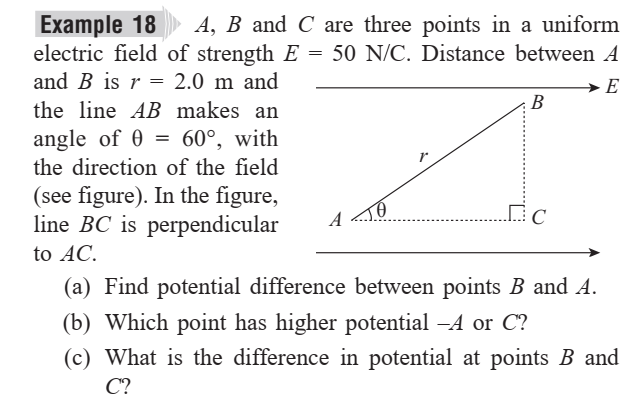 Example 18 A, B and C are three points in a uniform
electric field of strength E = 50 N/C. Distance between A
and B is r = 2.0 m and
the line AB makes an
angle of θ = 60°, with
the direction of the field
(see figure). In the figure,
line BC is perpendicular
to AC.
E
B
r
θ
A
C
(a) Find potential difference between points B and A.
(b) Which point has higher potential –A or C?
(c) What is the difference in potential at points B and
C?